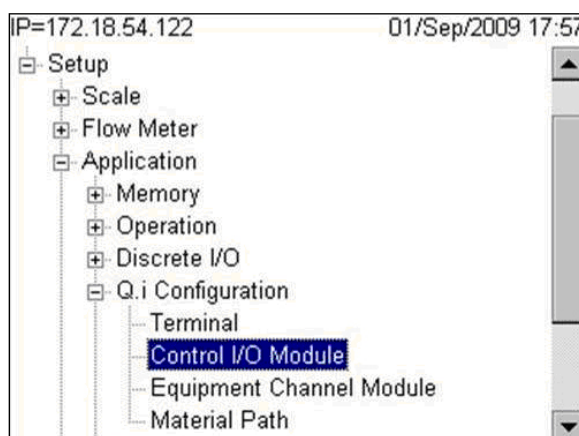 IP=172.18.54.122 01/Sep/2009 17:57
Setup
Scale
Flow Meter
Application
Memory
Operation
Discrete I/O
Q.i Configuration
Terminal
Control I/O Module
Equipment Channel Module
Material Path